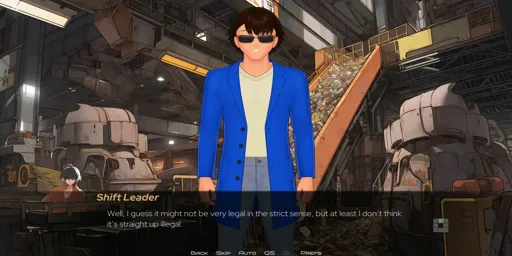 Shift Leader
Well, I guess it might not be very legal in the strict sense, but at least I don't think
it's straight up illegal.
Back Skip Auto QS QL Prefs